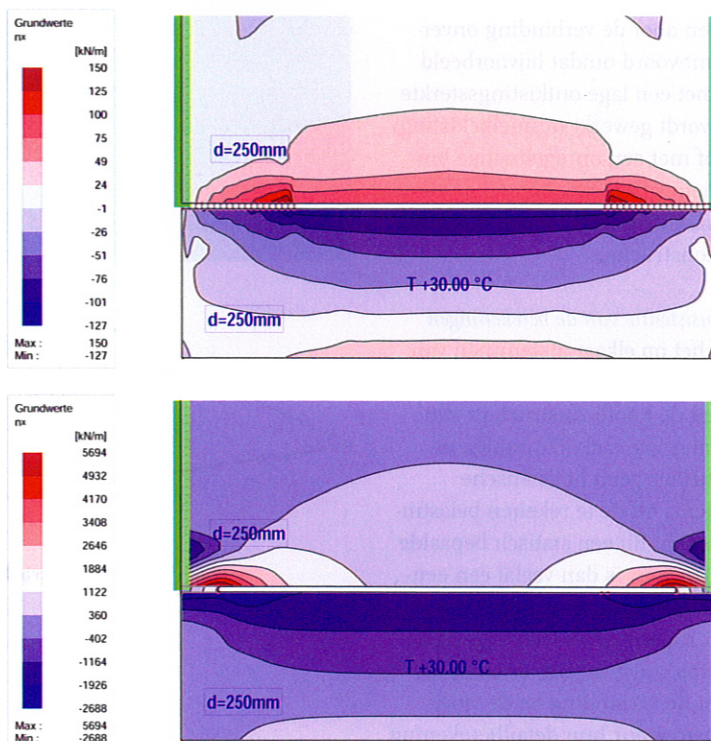 Grundwerte
nx
[kN/m]
150
125
100
75
49
24
-1
-26
-51
-76
-101
-127
Max : 150
Min : -127
d=250mm
T +30.00 °C
d=250mm
Grundwerte
nx
[kN/m]
5694
4932
4170
3408
2646
1884
1122
360
-402
-1164
-1926
-2688
Max : 5694
Min : -2688
d=250mm
T +30.00 °C
d=250mm